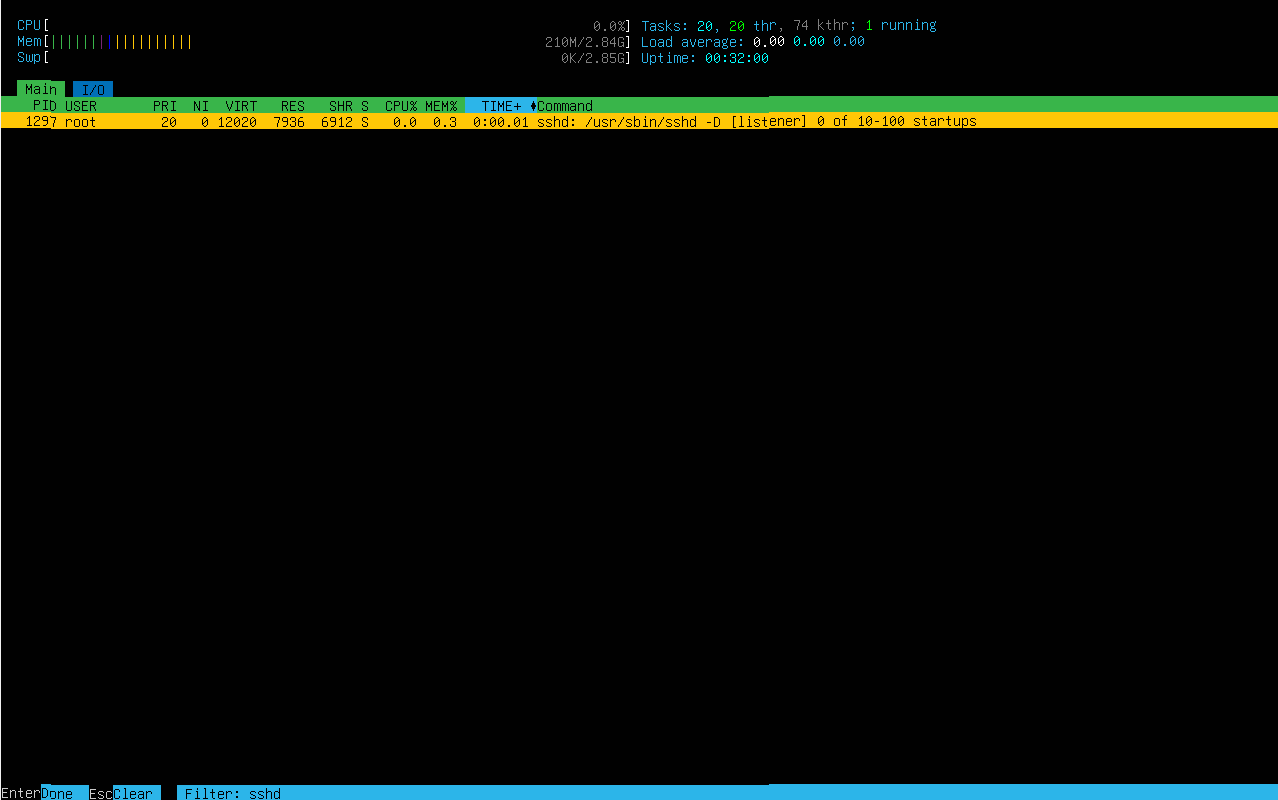 CPU[ 0.0%] Tasks: 20, 20 thr, 74 kthr; 1 running
Mem[|||||||||||||||||| 210M/2.84G] Load average: 0.00 0.00 0.00
Swp[ 0K/2.85G] Uptime: 00:32:00
Main I/O
PID USER PRI NI VIRT RES SHR S CPU% MEM% TIME+ ♦Command
1297 root 20 0 12020 7936 6912 S 0.0 0.3 0:00.01 sshd: /usr/sbin/sshd -D [listener] 0 of 10-100 startups
EnterDone EscClear Filter: sshd